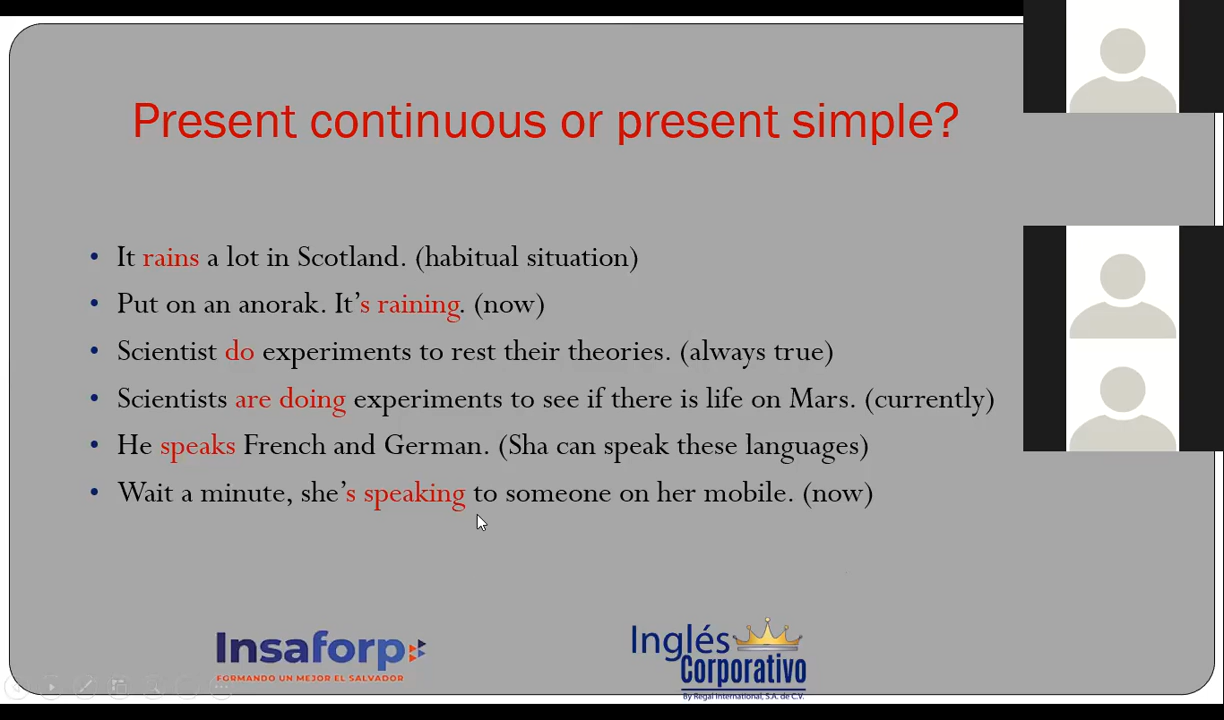 Present continuous or present simple?
• It rains a lot in Scotland. (habitual situation)
• Put on an anorak. It’s raining. (now)
• Scientist do experiments to rest their theories. (always true)
• Scientists are doing experiments to see if there is life on Mars. (currently)
• He speaks French and German. (Sha can speak these languages)
• Wait a minute, she’s speaking to someone on her mobile. (now)
Insaforp
FORMANDO UN MEJOR EL SALVADOR
Inglés
Corporativo
By Regal International, S.A. de C.V.